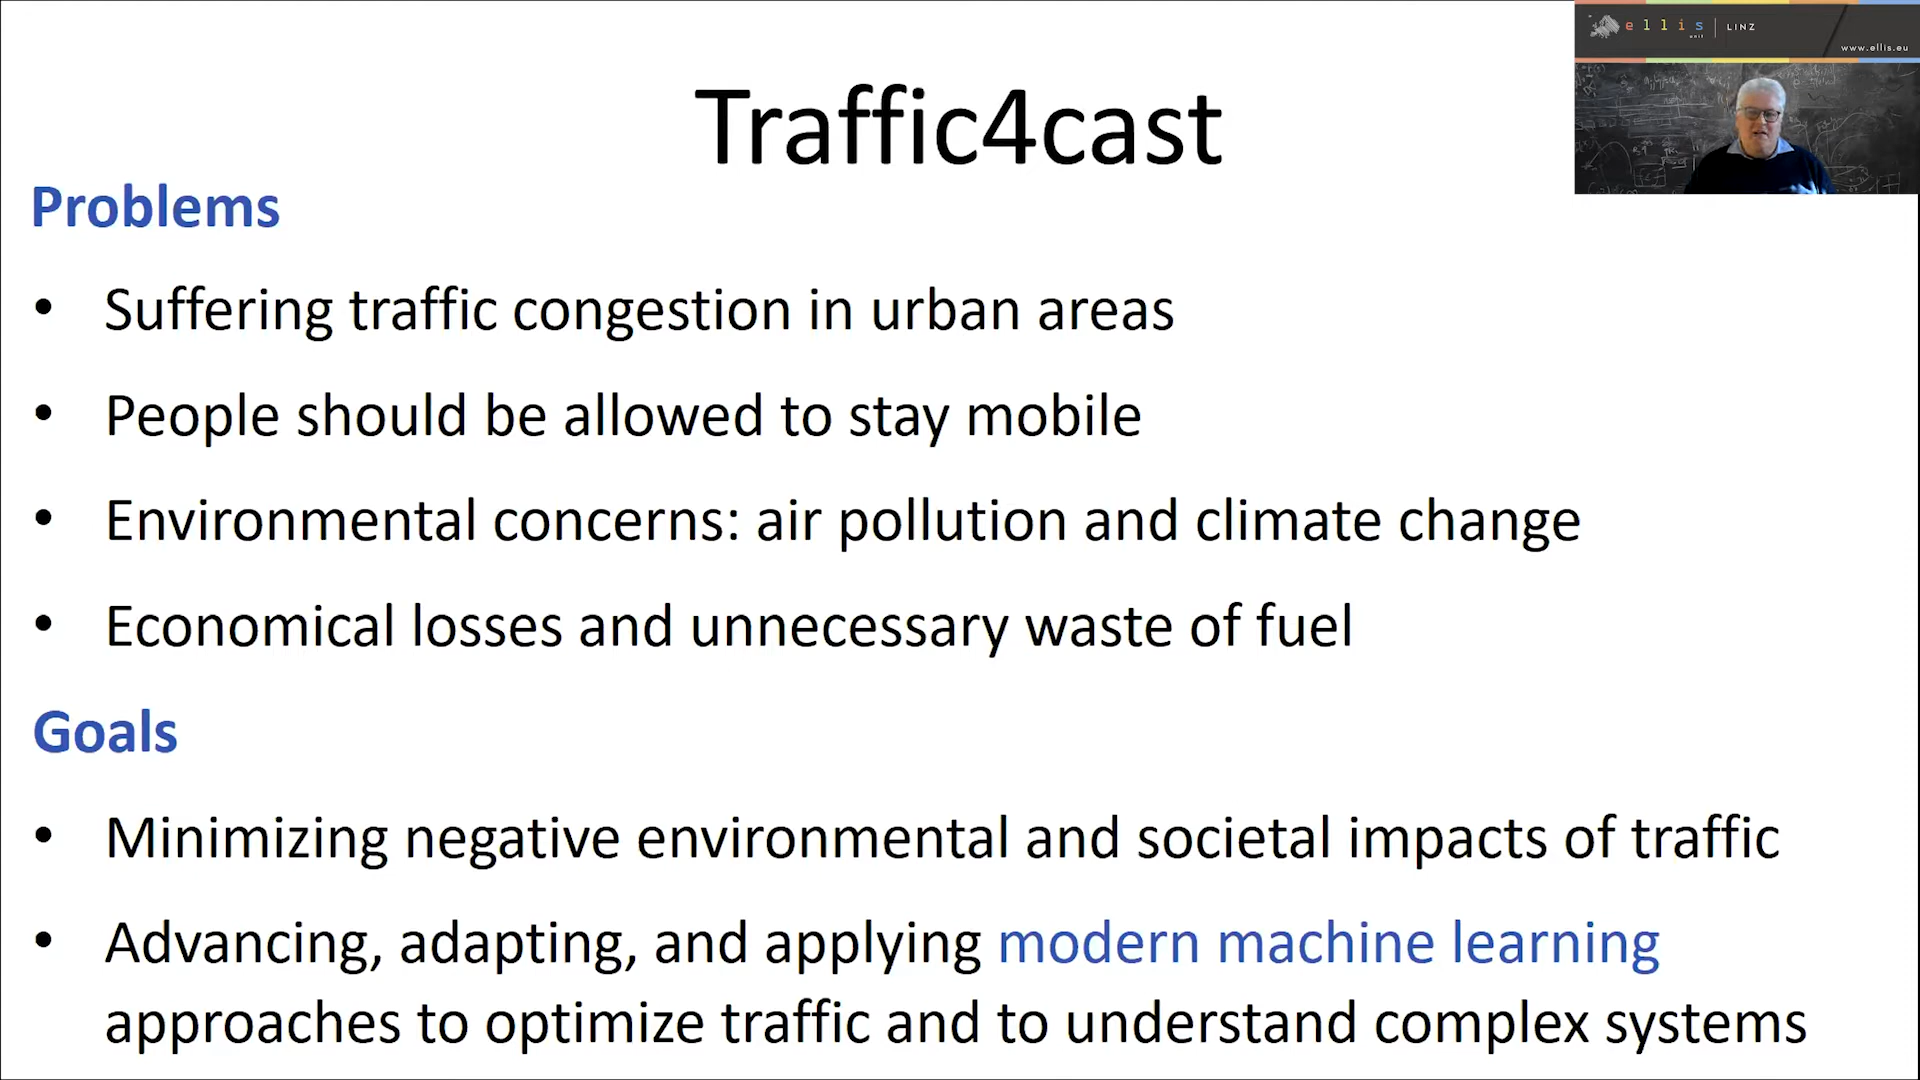 ellis
unit
LINZ
www.ellis.eu
Traffic4cast
Problems
• Suffering traffic congestion in urban areas
• People should be allowed to stay mobile
• Environmental concerns: air pollution and climate change
• Economical losses and unnecessary waste of fuel
Goals
• Minimizing negative environmental and societal impacts of traffic
• Advancing, adapting, and applying modern machine learning
approaches to optimize traffic and to understand complex systems